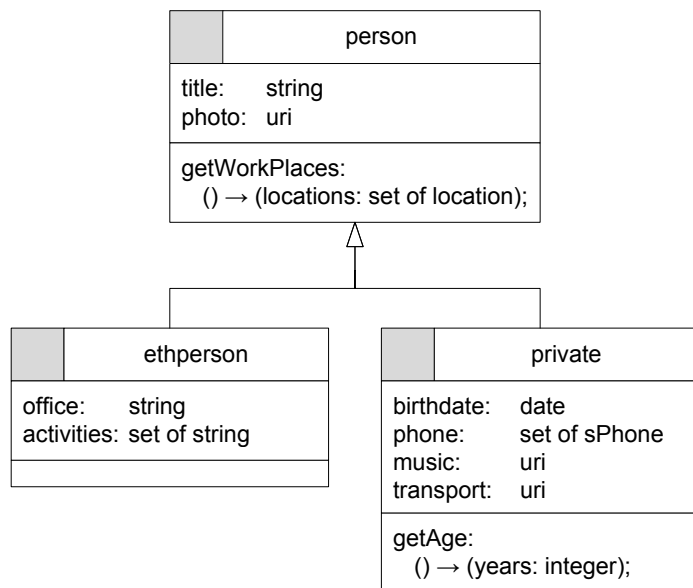 person
title: string
photo: uri
getWorkPlaces:
() → (locations: set of location);
ethperson
office: string
activities: set of string
private
birthdate: date
phone: set of sPhone
music: uri
transport: uri
getAge:
() → (years: integer);